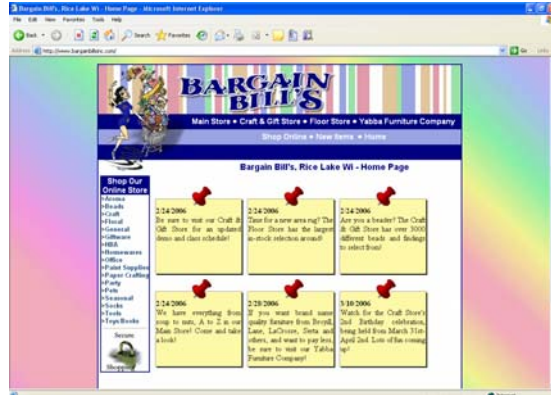 Bargain Bill's, Rice Lake Wi - Home Page - Microsoft Internet Explorer
File Edit View Favorites Tools Help
Back Search Favorites
Address http://www.bargainbillsinc.com/ Go Links
BARGAIN
BILL'S
Main Store • Craft & Gift Store • Floor Store • Yabba Furniture Company
Shop Online • New Items • Home
Bargain Bill's, Rice Lake Wi - Home Page
Shop Our
Online Store
Aroma
Beads
Craft
Floral
General
Giftware
HBA
Homewares
Office
Paint Supplies
Paper Crafting
Party
Pets
Seasonal
Socks
Tools
Toys/Books
Secure
Shopping
2/24/2006
Be sure to visit our Craft &
Gift Store for an updated
demo and class schedule!
2/24/2006
Time for a new area rug? The
Floor Store has the largest
in-stock selection around!
2/24/2006
Are you a beader? The Craft
& Gift Store has over 3000
different beads and findings
to select from!
2/24/2006
We have everything from
soup to nuts, A to Z in our
Main Store! Come and take
a look!
2/28/2006
If you want brand name
quality furniture from Broyill,
Lane, LaCrosse, Serta and
others, and want to pay less,
be sure to visit our Yabba
Furniture Company!
3/10/2006
Watch for the Craft Store's
2nd Birthday celebration,
being held from March 31st-
April 2nd. Lots of fun coming
up!